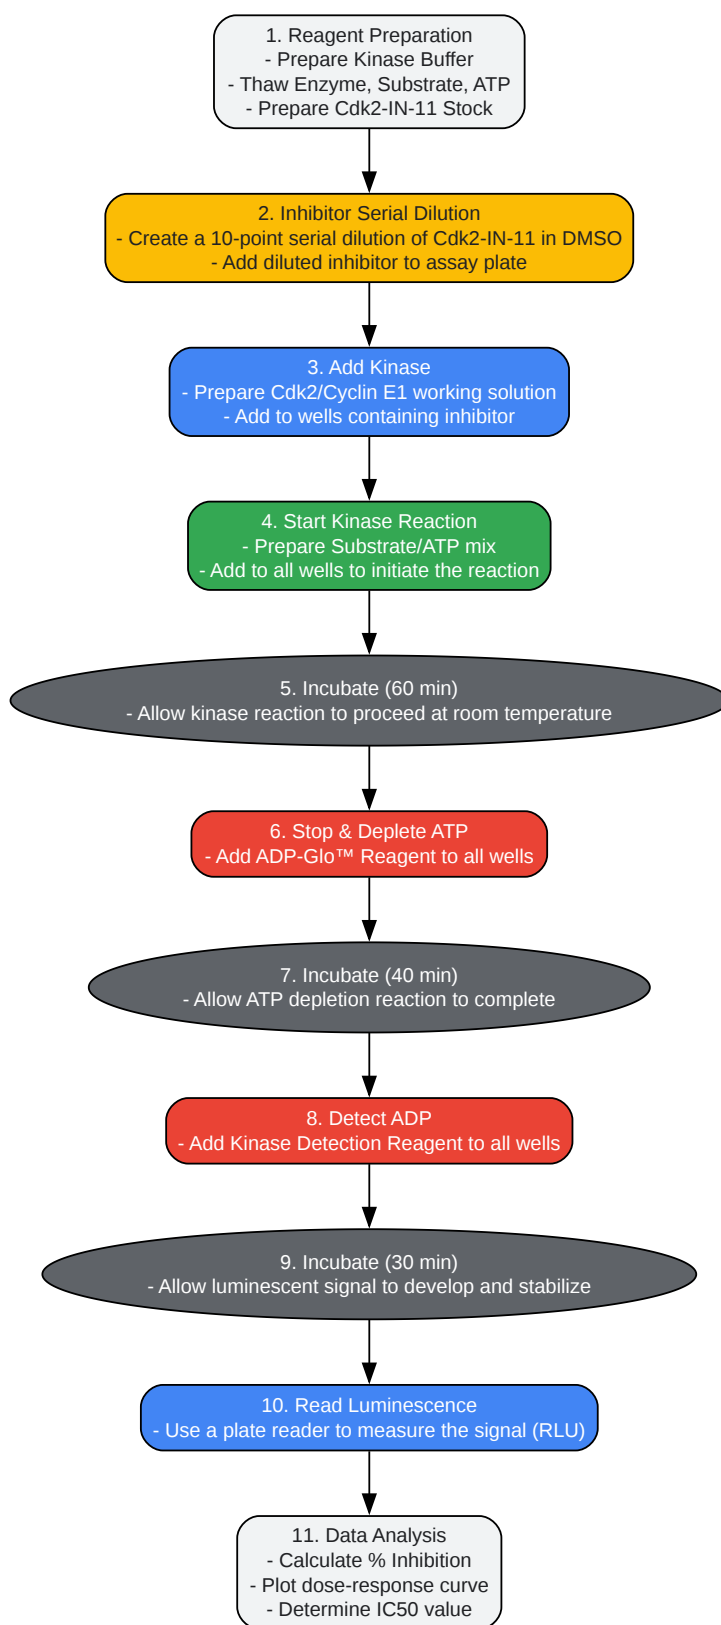 1. Reagent Preparation
- Prepare Kinase Buffer
- Thaw Enzyme, Substrate, ATP
- Prepare Cdk2-IN-11 Stock
2. Inhibitor Serial Dilution
- Create a 10-point serial dilution of Cdk2-IN-11 in DMSO
- Add diluted inhibitor to assay plate
3. Add Kinase
- Prepare Cdk2/Cyclin E1 working solution
- Add to wells containing inhibitor
4. Start Kinase Reaction
- Prepare Substrate/ATP mix
- Add to all wells to initiate the reaction
5. Incubate (60 min)
- Allow kinase reaction to proceed at room temperature
6. Stop & Deplete ATP
- Add ADP-Glo™ Reagent to all wells
7. Incubate (40 min)
- Allow ATP depletion reaction to complete
8. Detect ADP
- Add Kinase Detection Reagent to all wells
9. Incubate (30 min)
- Allow luminescent signal to develop and stabilize
10. Read Luminescence
- Use a plate reader to measure the signal (RLU)
11. Data Analysis
- Calculate % Inhibition
- Plot dose-response curve
- Determine IC50 value